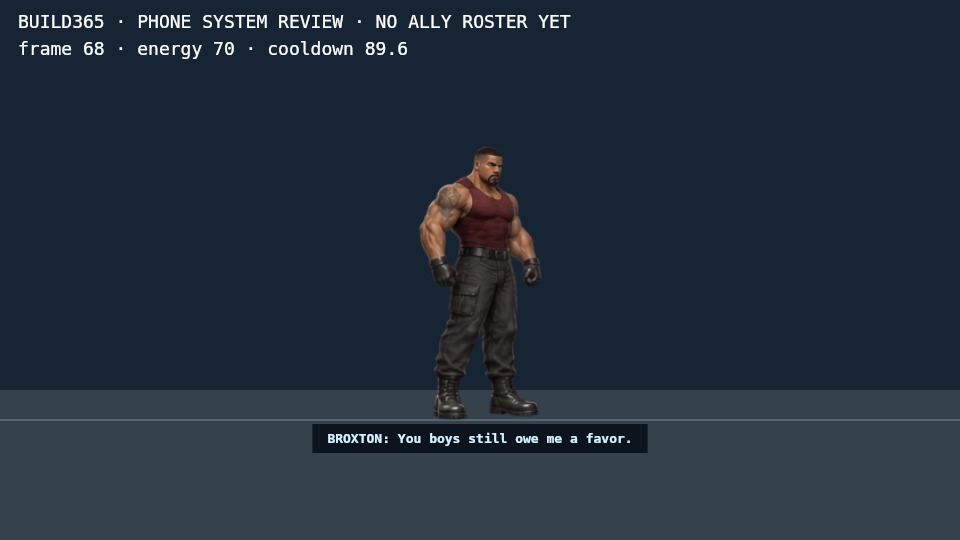 BUILD365 · PHONE SYSTEM REVIEW · NO ALLY ROSTER YET
frame 68 · energy 70 · cooldown 89.6
BROXTON: You boys still owe me a favor.